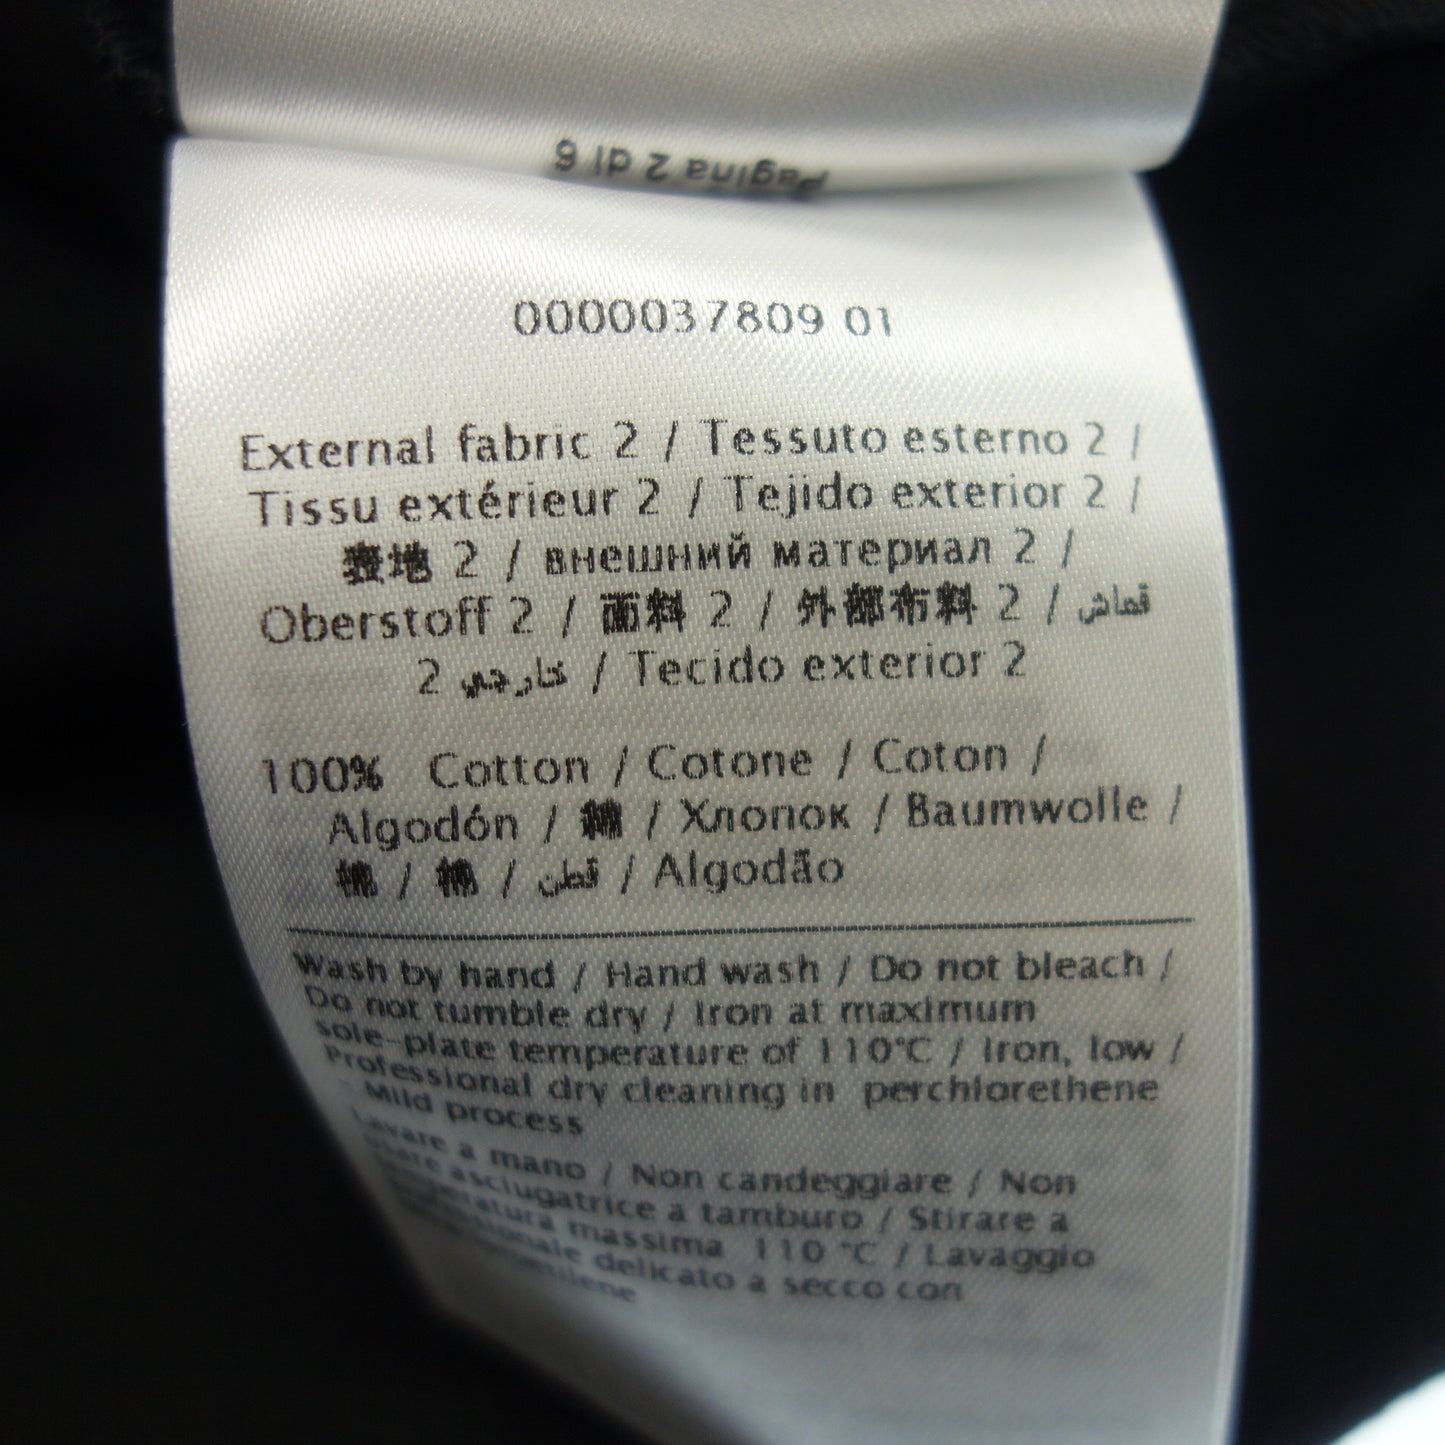 Pagina 2 di 6
0000037809 01
External fabric 2 / Tessuto esterno 2 /
Tissu extérieur 2 / Tejido exterior 2 /
表地 2 / внешний материал 2 /
Oberstoff 2 / 面料 2 / 外部布料 2 / قماش
خارجي 2 / Tecido exterior 2
100% Cotton / Cotone / Coton /
Algodón / 綿 / Хлопок / Baumwolle /
棉 / 棉 / قطن / Algodão
Wash by hand / Hand wash / Do not bleach /
Do not tumble dry / Iron at maximum
sole-plate temperature of 110°C / Iron, low /
Professional dry cleaning in perchlorethene
- Mild process
Lavare a mano / Non candeggiare / Non
usare asciugatrice a tamburo / Stirare a
temperatura massima 110 °C / Lavaggio
delicato a secco con